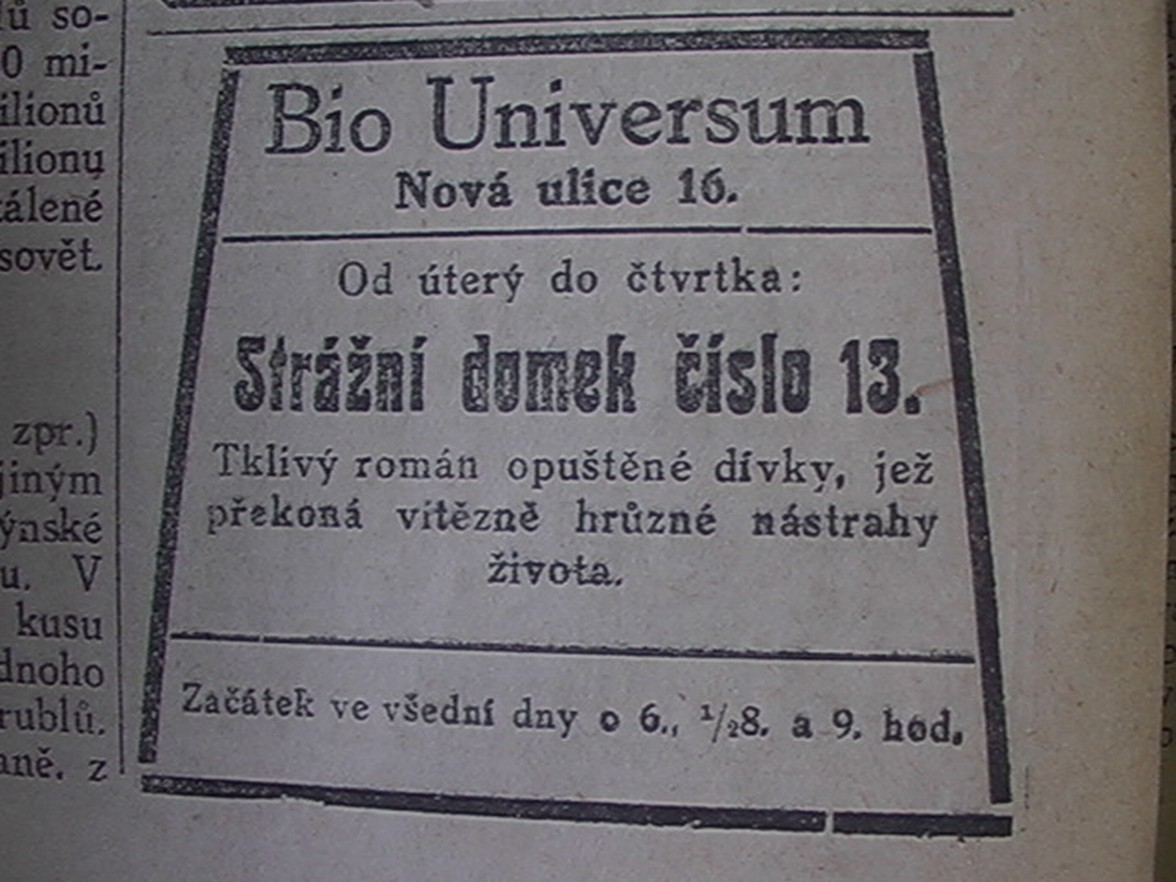 ů so-
0 mi-
ilionů
ilionu
álené
sovět.
zpr.)
jiným
ýnské
u. V
kusu
dnoho
rublů.
aně. z
Bio Universum
Nová ulice 16.
Od úterý do čtvrtka:
Strážní domek číslo 13.
Tklivý román opuštěné dívky, jež
překoná vítězně hrůzné nástrahy
života.
Začátek ve všední dny o 6., ½8. a 9. hod.